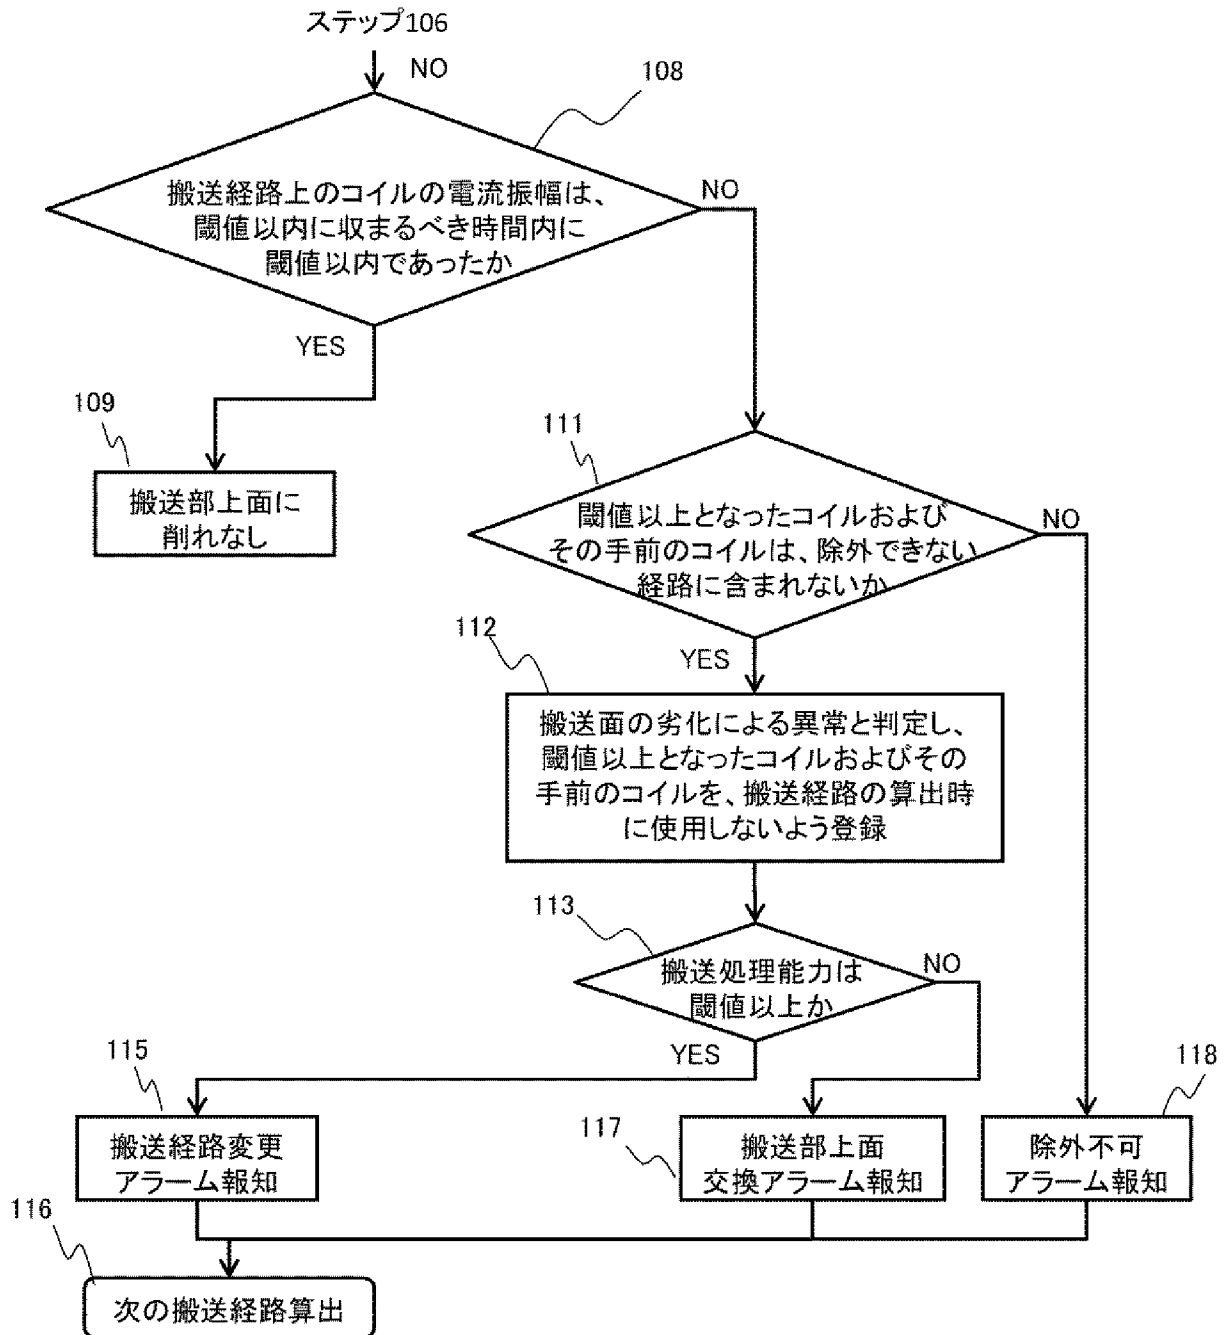 ステップ106
NO
108
搬送経路上のコイルの電流振幅は、
閾値以内に収まるべき時間内に
閾値以内であったか
NO
YES
109
搬送部上面に
削れなし
111
閾値以上となったコイルおよび
その手前のコイルは、除外できない
経路に含まれないか
NO
YES
112
搬送面の劣化による異常と判定し、
閾値以上となったコイルおよびその
手前のコイルを、搬送経路の算出時
に使用しないよう登録
113
搬送処理能力は
閾値以上か
NO
YES
115
搬送経路変更
アラーム報知
117
搬送部上面
交換アラーム報知
118
除外不可
アラーム報知
116
次の搬送経路算出